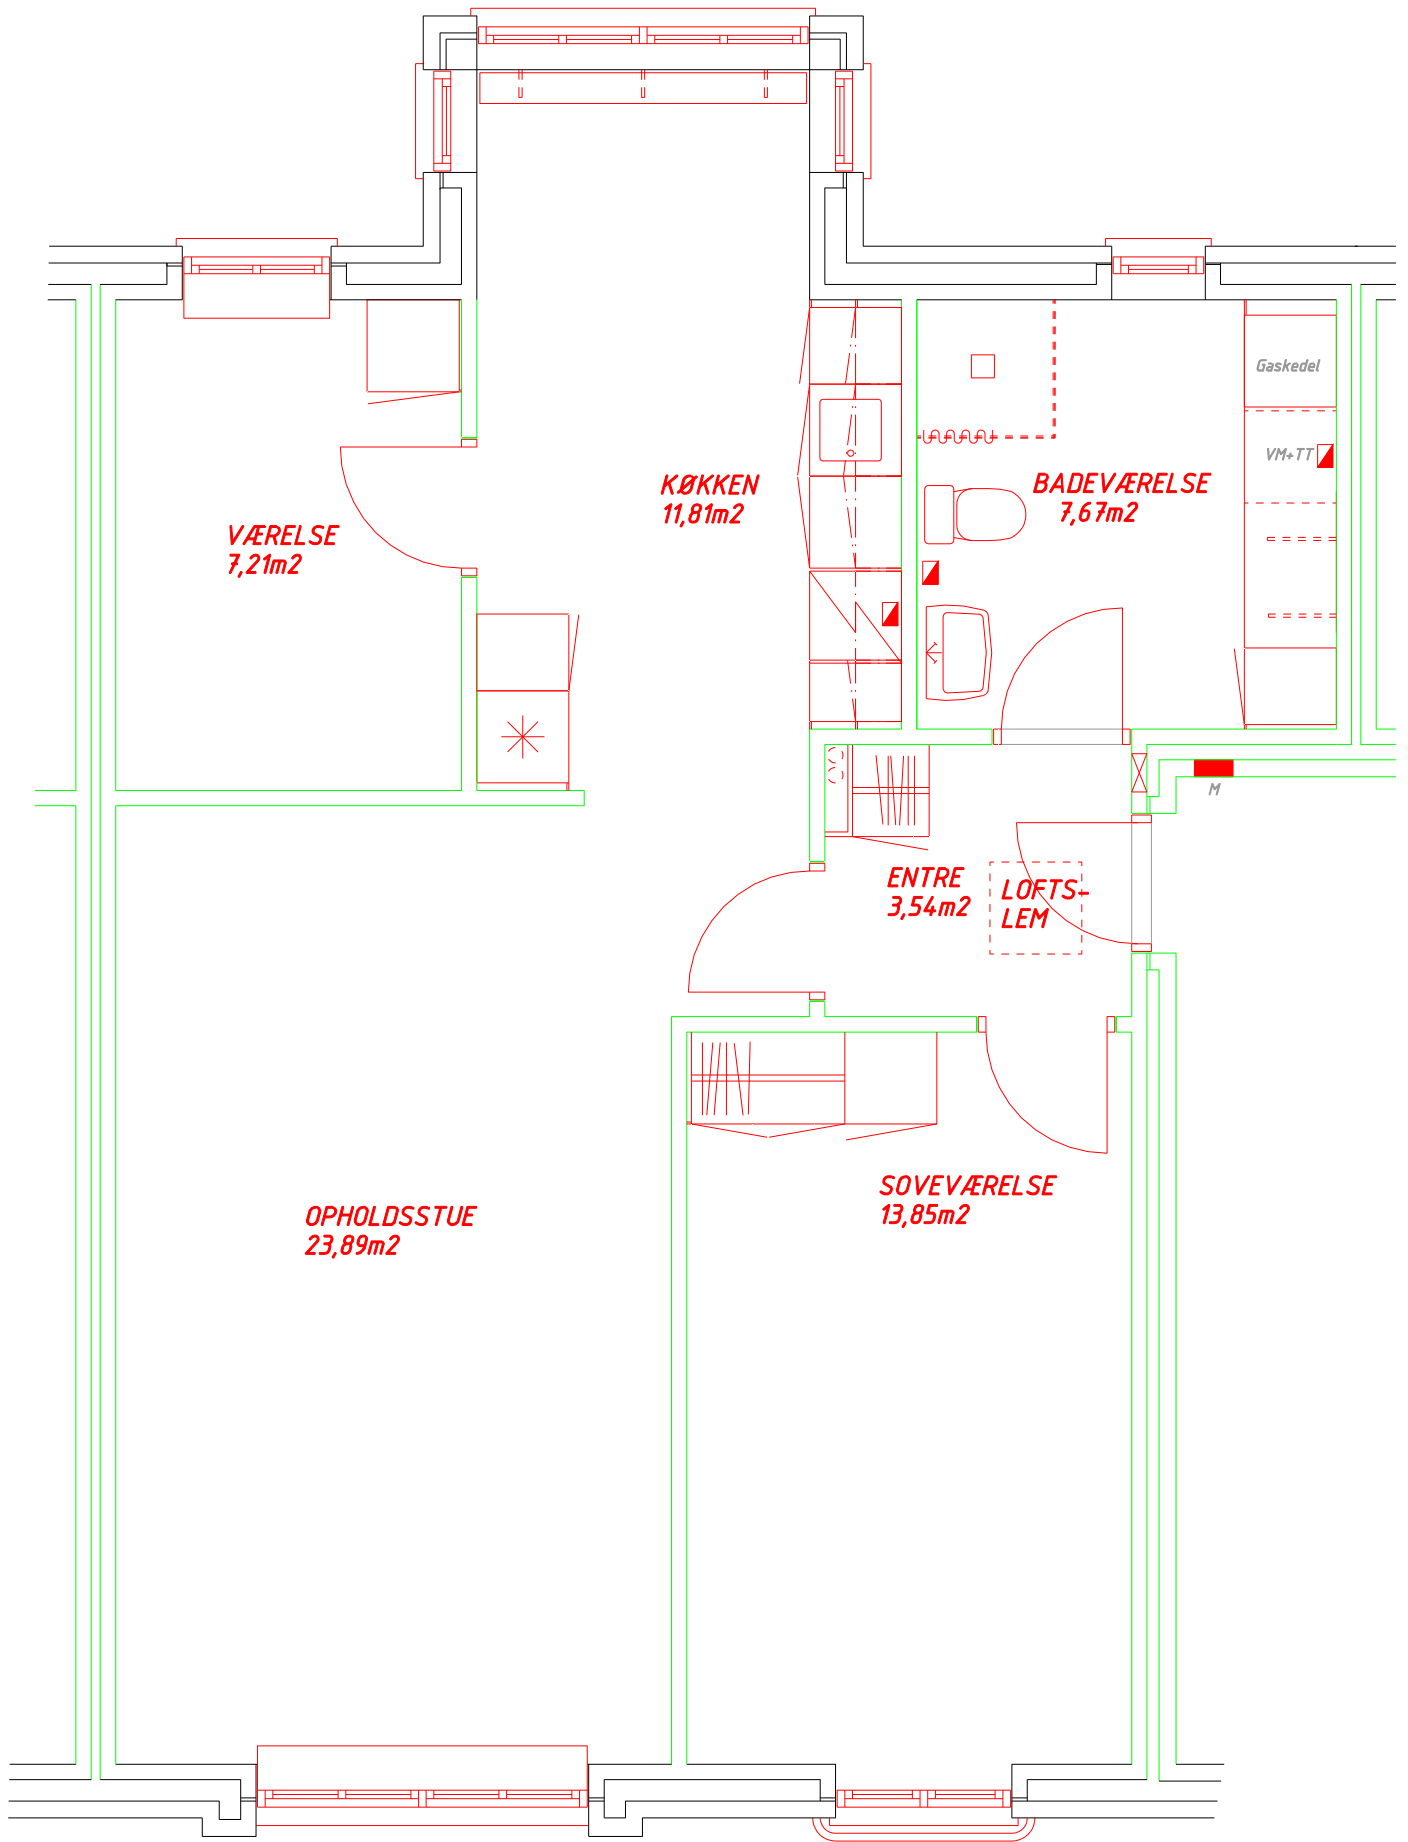 Gaskedel
VM+TT
KØKKEN
11,81m2
BADEVÆRELSE
7,67m2
VÆRELSE
7,21m2
M
ENTRE
3,54m2
LOFTS-
LEM
SOVEVÆRELSE
13,85m2
OPHOLDSSTUE
23,89m2